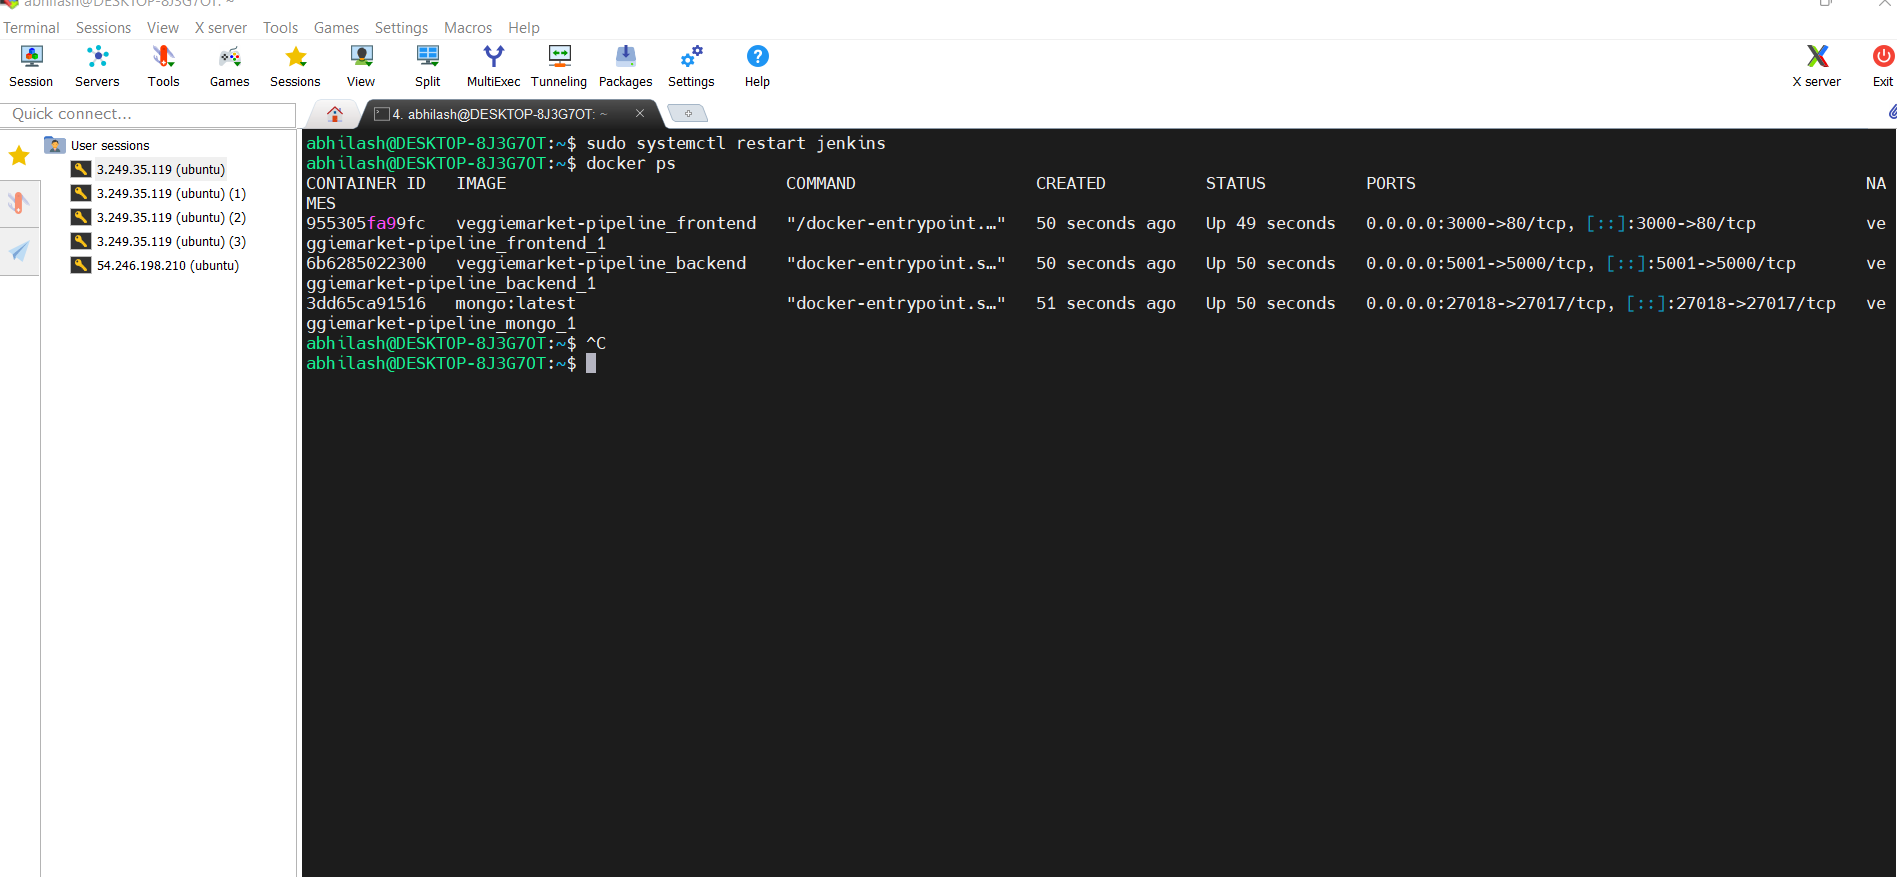 abhilash@DESKTOP-8J3G7OT: ~
Terminal Sessions View X server Tools Games Settings Macros Help
Session Servers Tools Games Sessions View Split MultiExec Tunneling Packages Settings Help X server Exit
Quick connect...
4. abhilash@DESKTOP-8J3G7OT: ~
User sessions
3.249.35.119 (ubuntu)
3.249.35.119 (ubuntu) (1)
3.249.35.119 (ubuntu) (2)
3.249.35.119 (ubuntu) (3)
54.246.198.210 (ubuntu)
abhilash@DESKTOP-8J3G7OT:~$ sudo systemctl restart jenkins
abhilash@DESKTOP-8J3G7OT:~$ docker ps
CONTAINER ID   IMAGE                            COMMAND                  CREATED          STATUS          PORTS                                             NA
MES
955305fa99fc   veggiemarket-pipeline_frontend   "/docker-entrypoint.…"   50 seconds ago   Up 49 seconds   0.0.0.0:3000->80/tcp, [::]:3000->80/tcp           ve
ggiemarket-pipeline_frontend_1
6b6285022300   veggiemarket-pipeline_backend    "docker-entrypoint.s…"   50 seconds ago   Up 50 seconds   0.0.0.0:5001->5000/tcp, [::]:5001->5000/tcp       ve
ggiemarket-pipeline_backend_1
3dd65ca91516   mongo:latest                     "docker-entrypoint.s…"   51 seconds ago   Up 50 seconds   0.0.0.0:27018->27017/tcp, [::]:27018->27017/tcp   ve
ggiemarket-pipeline_mongo_1
abhilash@DESKTOP-8J3G7OT:~$ ^C
abhilash@DESKTOP-8J3G7OT:~$